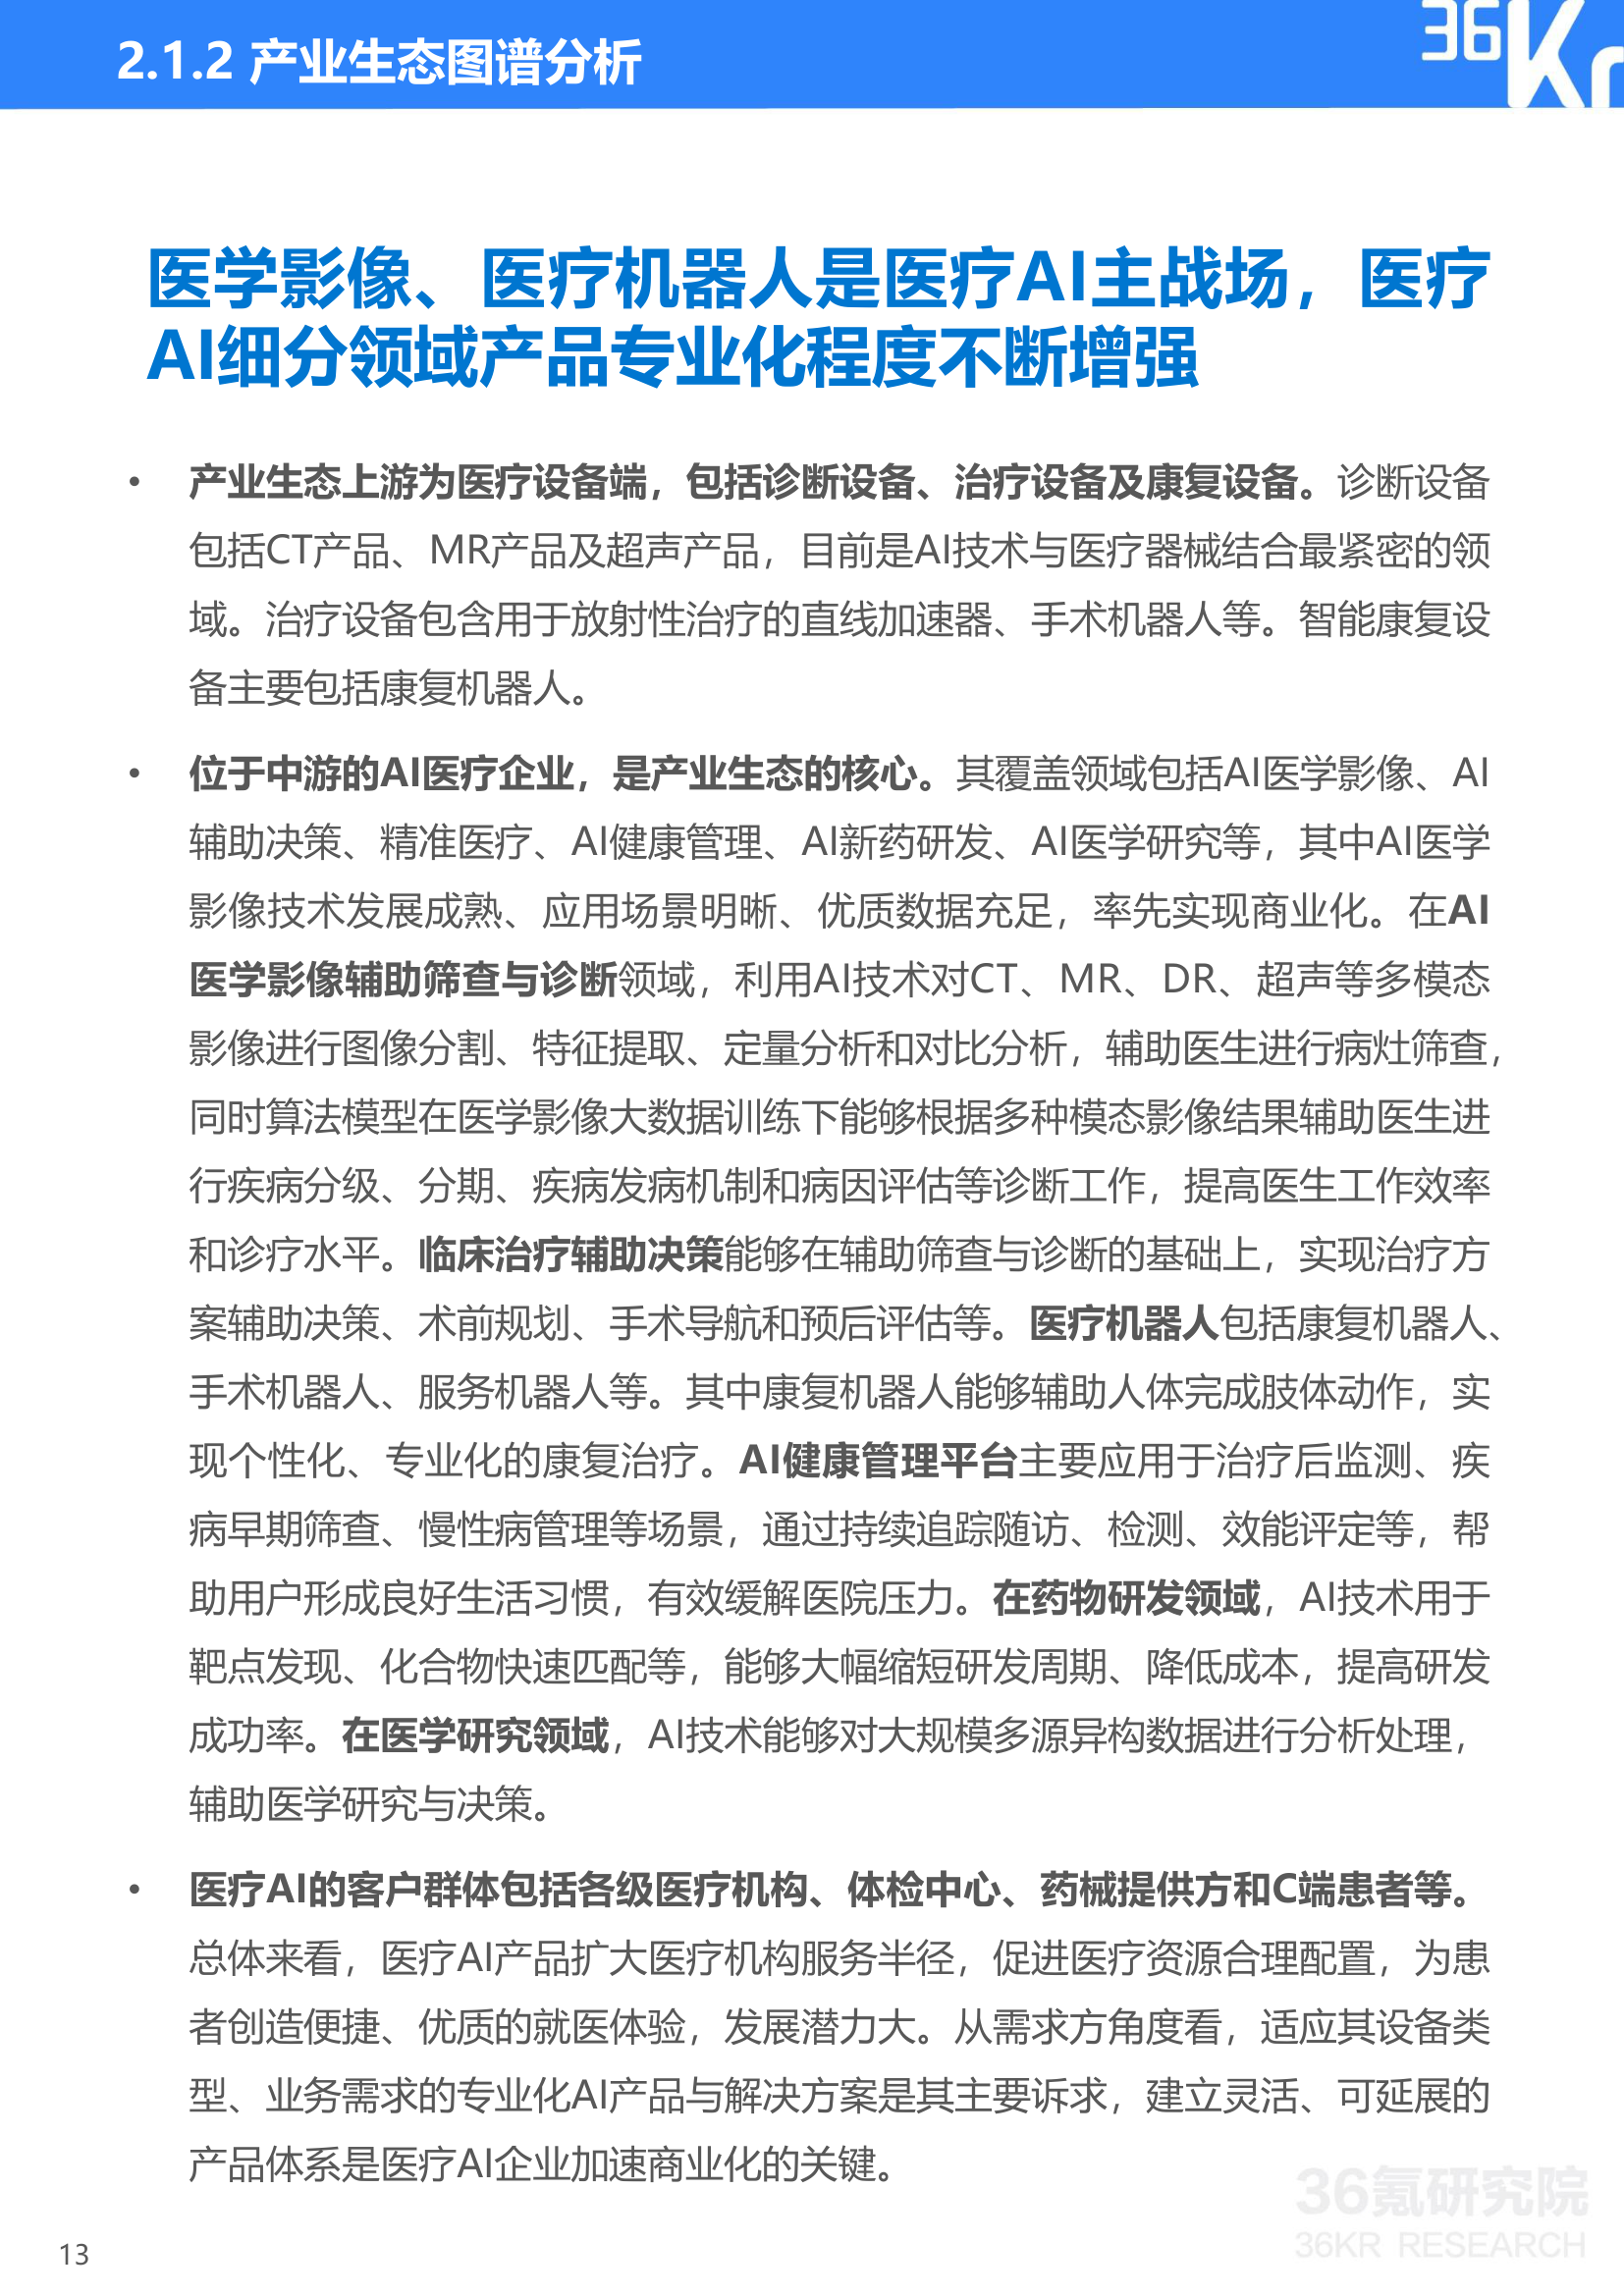 2.1.2 产业生态图谱分析
36Kr
医学影像、医疗机器人是医疗AI主战场，医疗
AI细分领域产品专业化程度不断增强
• 产业生态上游为医疗设备端，包括诊断设备、治疗设备及康复设备。诊断设备
包括CT产品、MR产品及超声产品，目前是AI技术与医疗器械结合最紧密的领
域。治疗设备包含用于放射性治疗的直线加速器、手术机器人等。智能康复设
备主要包括康复机器人。
• 位于中游的AI医疗企业，是产业生态的核心。其覆盖领域包括AI医学影像、AI
辅助决策、精准医疗、AI健康管理、AI新药研发、AI医学研究等，其中AI医学
影像技术发展成熟、应用场景明晰、优质数据充足，率先实现商业化。在AI
医学影像辅助筛查与诊断领域，利用AI技术对CT、MR、DR、超声等多模态
影像进行图像分割、特征提取、定量分析和对比分析，辅助医生进行病灶筛查，
同时算法模型在医学影像大数据训练下能够根据多种模态影像结果辅助医生进
行疾病分级、分期、疾病发病机制和病因评估等诊断工作，提高医生工作效率
和诊疗水平。临床治疗辅助决策能够在辅助筛查与诊断的基础上，实现治疗方
案辅助决策、术前规划、手术导航和预后评估等。医疗机器人包括康复机器人、
手术机器人、服务机器人等。其中康复机器人能够辅助人体完成肢体动作，实
现个性化、专业化的康复治疗。AI健康管理平台主要应用于治疗后监测、疾
病早期筛查、慢性病管理等场景，通过持续追踪随访、检测、效能评定等，帮
助用户形成良好生活习惯，有效缓解医院压力。在药物研发领域，AI技术用于
靶点发现、化合物快速匹配等，能够大幅缩短研发周期、降低成本，提高研发
成功率。在医学研究领域，AI技术能够对大规模多源异构数据进行分析处理，
辅助医学研究与决策。
• 医疗AI的客户群体包括各级医疗机构、体检中心、药械提供方和C端患者等。
总体来看，医疗AI产品扩大医疗机构服务半径，促进医疗资源合理配置，为患
者创造便捷、优质的就医体验，发展潜力大。从需求方角度看，适应其设备类
型、业务需求的专业化AI产品与解决方案是其主要诉求，建立灵活、可延展的
产品体系是医疗AI企业加速商业化的关键。
36氪研究院
36KR RESEARCH
13